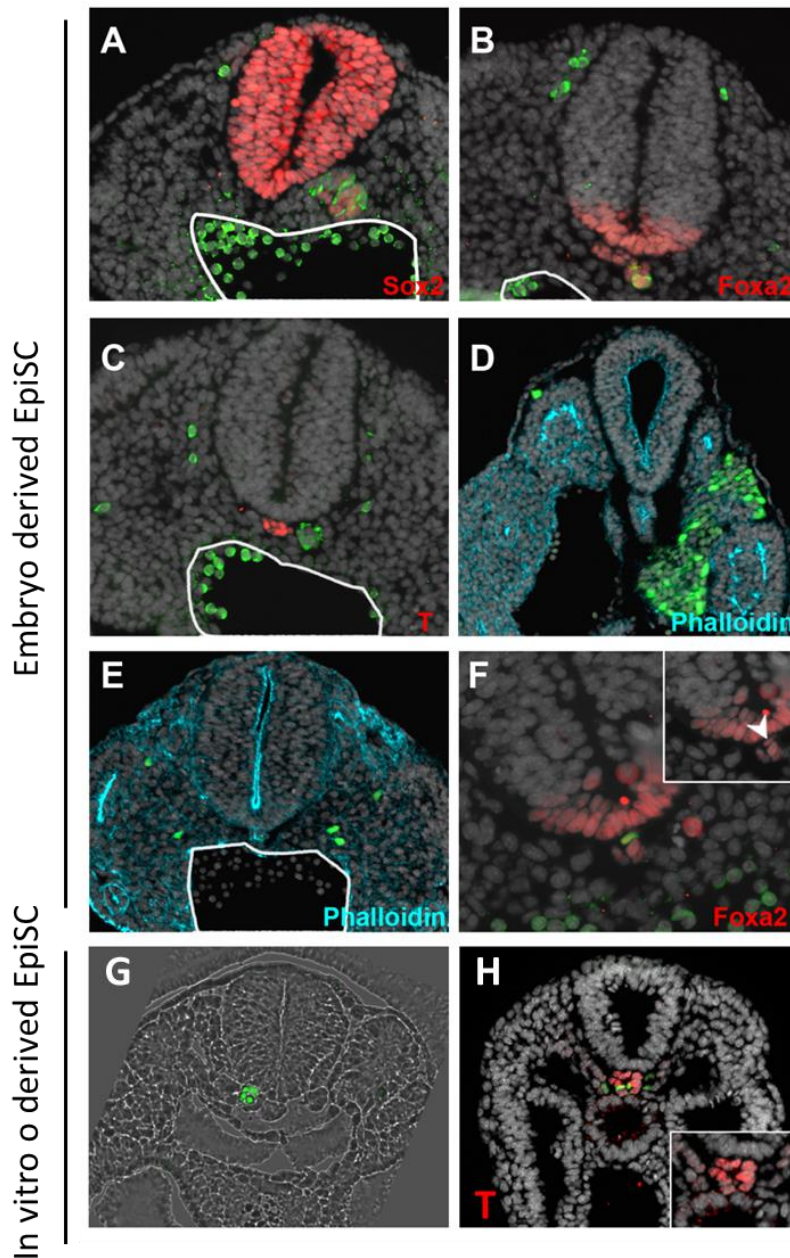 Embryo derived EpiSC
A
Sox2
B
Foxa2
C
T
D
Phalloidin
E
Phalloidin
F
Foxa2
In vitro o derived EpiSC
G
H
T